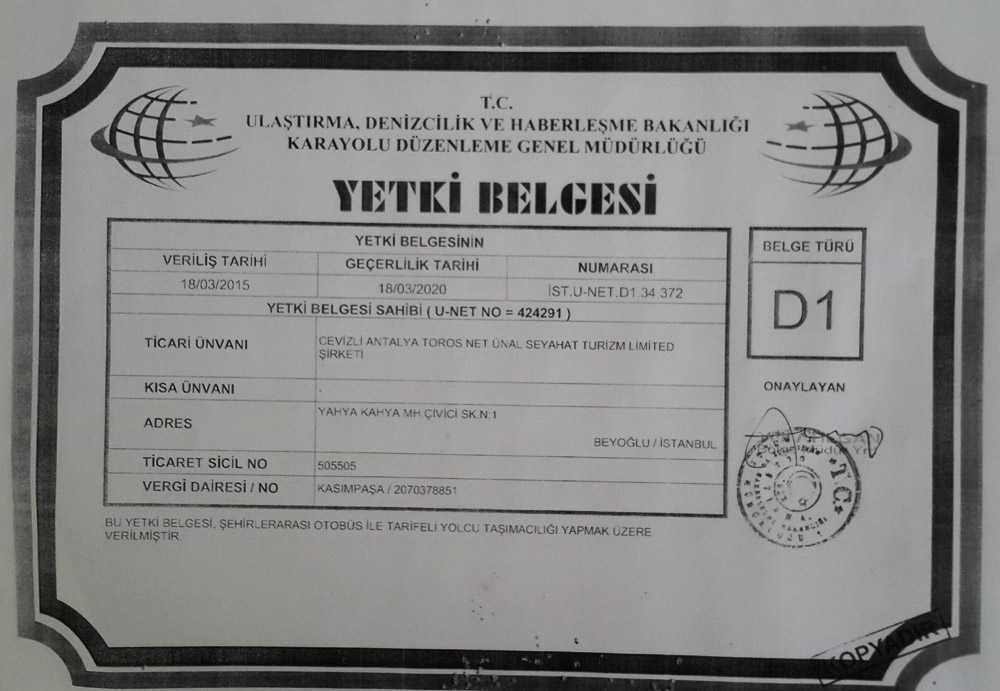 T.C.
ULAŞTIRMA, DENİZCİLİK VE HABERLEŞME BAKANLIĞI
KARAYOLU DÜZENLEME GENEL MÜDÜRLÜĞÜ
YETKİ BELGESİ
YETKİ BELGESİNİN
VERİLİŞ TARİHİ GEÇERLİLİK TARİHİ NUMARASI
18/03/2015 18/03/2020 İST.U-NET.D1.34.372
YETKİ BELGESİ SAHİBİ ( U-NET NO = 424291 )
TİCARİ ÜNVANI CEVİZLİ ANTALYA TOROS NET ÜNAL SEYAHAT TURİZM LIMITED
ŞİRKETİ
KISA ÜNVANI .
ADRES YAHYA KAHYA MH ÇİVİCİ SK.N:1
BEYOĞLU / İSTANBUL
TİCARET SİCİL NO 505505
VERGİ DAİRESİ / NO KASIMPAŞA / 2070378851
BU YETKİ BELGESİ, ŞEHİRLERARASI OTOBÜS İLE TARİFELİ YOLCU TAŞIMACILIĞI YAPMAK ÜZERE
VERİLMİŞTİR
BELGE TÜRÜ
D1
ONAYLAYAN
T.C.
KOPYADIR